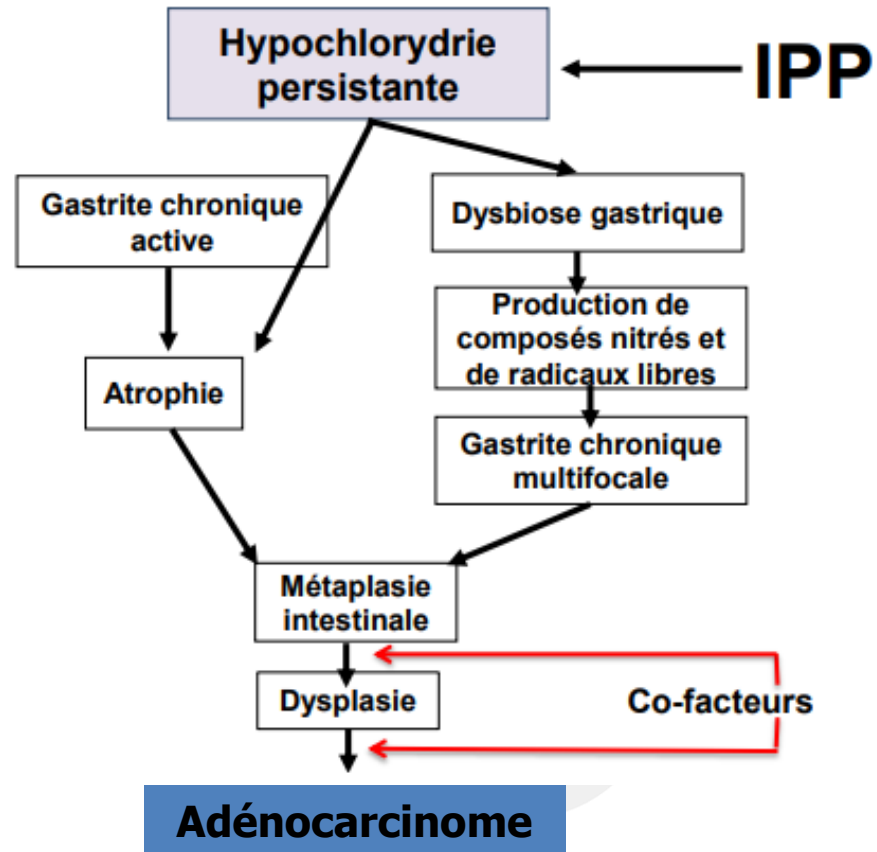 Hypochlorydrie
persistante
IPP
Gastrite chronique
active
Dysbiose gastrique
Production de
composés nitrés et
de radicaux libres
Atrophie
Gastrite chronique
multifocale
Métaplasie
intestinale
Dysplasie
Co-facteurs
Adénocarcinome